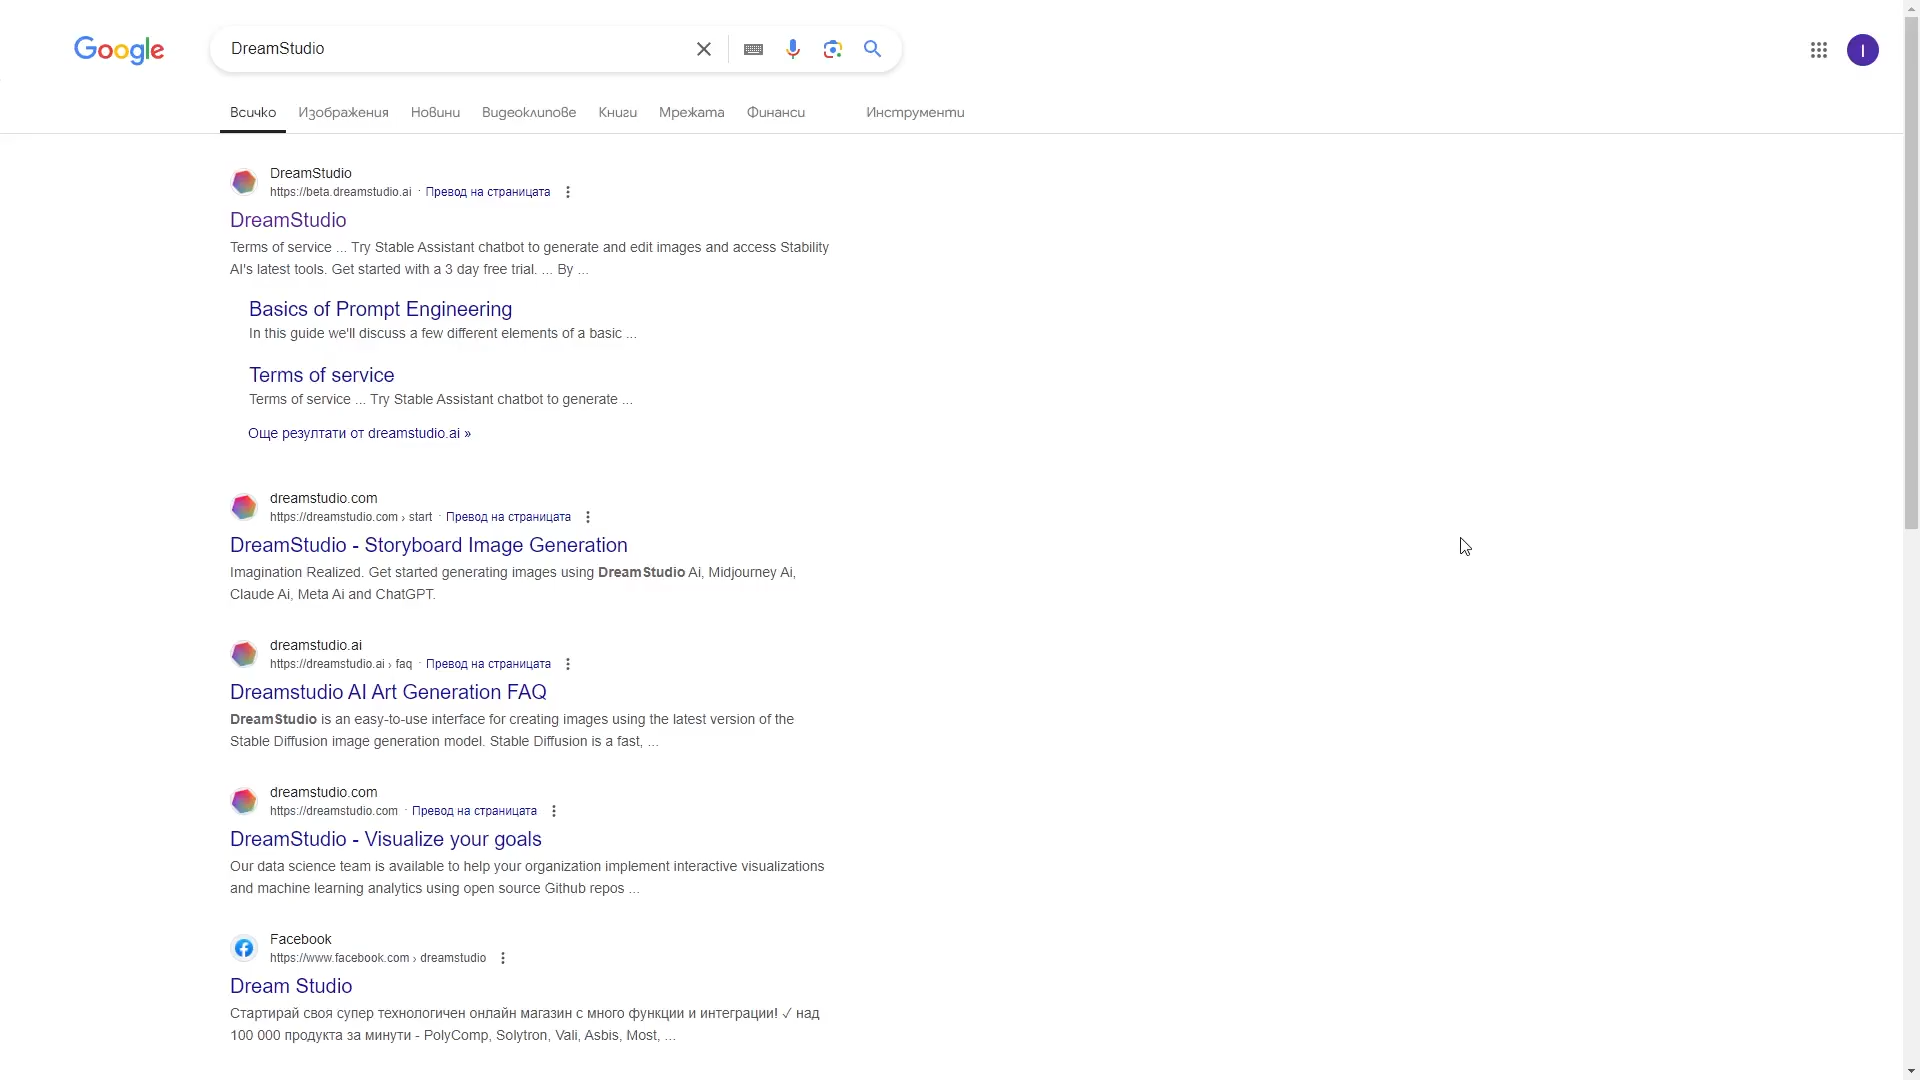 Google
DreamStudio
I
Всичко Изображения Новини Видеоклипове Книги Мрежата Финанси Инструменти
DreamStudio
https://beta.dreamstudio.ai · Превод на страницата
DreamStudio
Terms of service ... Try Stable Assistant chatbot to generate and edit images and access Stability
AI's latest tools. Get started with a 3 day free trial. ... By ...
Basics of Prompt Engineering
In this guide we'll discuss a few different elements of a basic ...
Terms of service
Terms of service ... Try Stable Assistant chatbot to generate ...
Още резултати от dreamstudio.ai »
dreamstudio.com
https://dreamstudio.com › start · Превод на страницата
DreamStudio - Storyboard Image Generation
Imagination Realized. Get started generating images using DreamStudio Ai, Midjourney Ai,
Claude Ai, Meta Ai and ChatGPT.
dreamstudio.ai
https://dreamstudio.ai › faq · Превод на страницата
Dreamstudio AI Art Generation FAQ
DreamStudio is an easy-to-use interface for creating images using the latest version of the
Stable Diffusion image generation model. Stable Diffusion is a fast, ...
dreamstudio.com
https://dreamstudio.com · Превод на страницата
DreamStudio - Visualize your goals
Our data science team is available to help your organization implement interactive visualizations
and machine learning analytics using open source Github repos ...
Facebook
https://www.facebook.com › dreamstudio
Dream Studio
Стартирай своя супер технологичен онлайн магазин с много функции и интеграции! ✓ над
100 000 продукта за минути - PolyComp, Solytron, Vali, Asbis, Most, ...